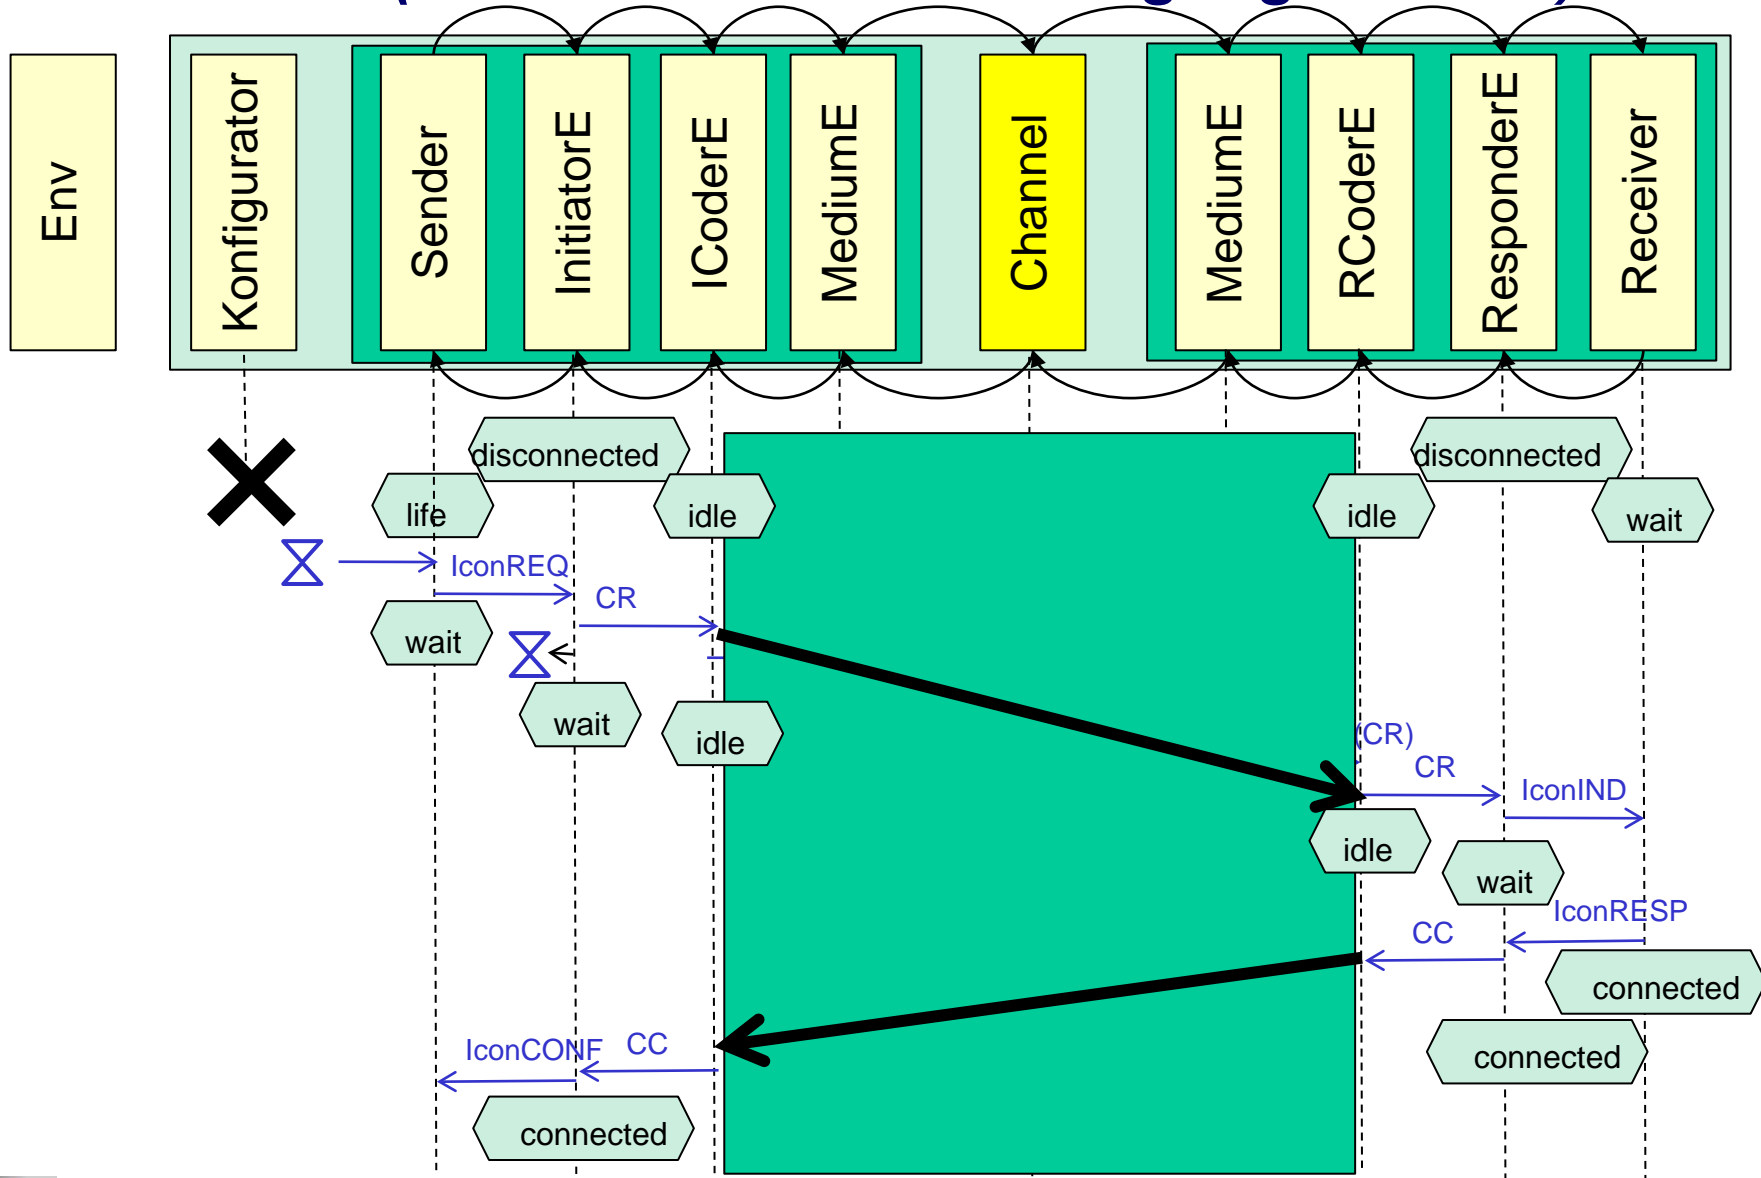 Env
Konfigurator
Sender
InitiatorE
ICoderE
MediumE
Channel
MediumE
RCoderE
ResponderE
Receiver
disconnected
disconnected
life
idle
idle
wait
IconREQ
CR
wait
wait
idle
(CR)
CR
IconIND
idle
wait
IconRESP
CC
connected
IconCONF
CC
connected
connected